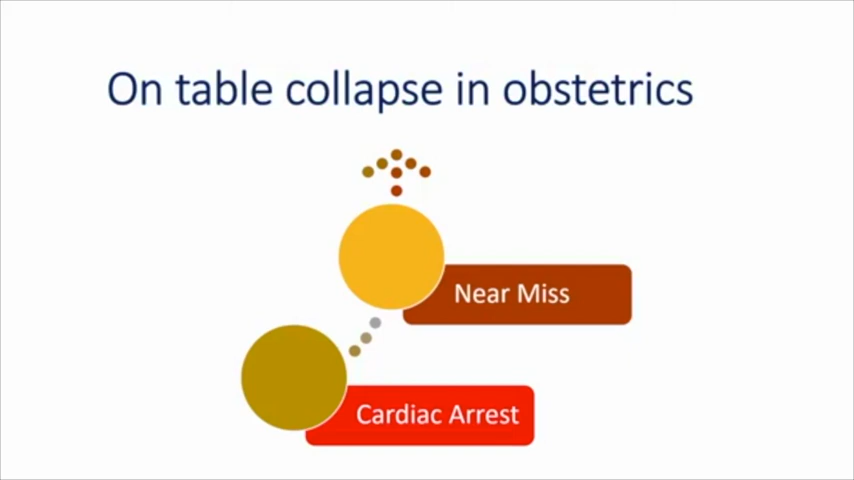 On table collapse in obstetrics
Near Miss
Cardiac Arrest